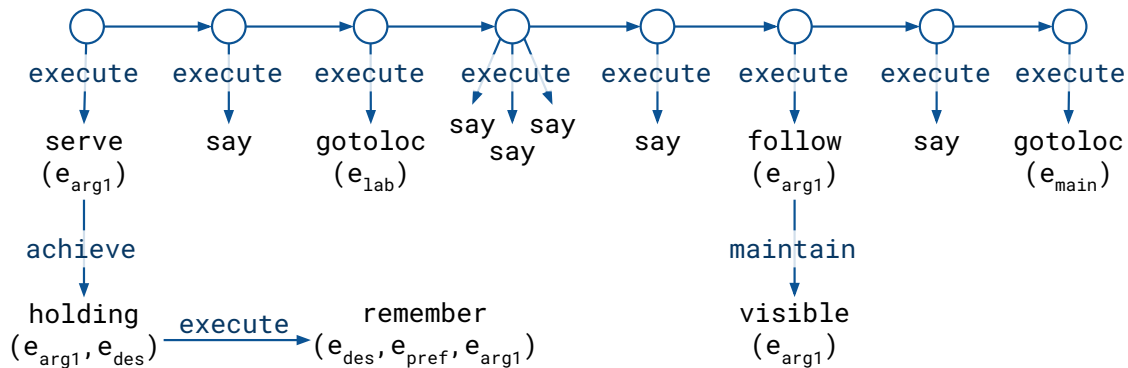 execute execute execute execute execute execute execute execute
serve say gotoloc say say say say follow say gotoloc
(e_arg1) (e_lab) (e_arg1) (e_main)
achieve maintain
holding execute remember visible
(e_arg1,e_des) (e_des,e_pref,e_arg1) (e_arg1)